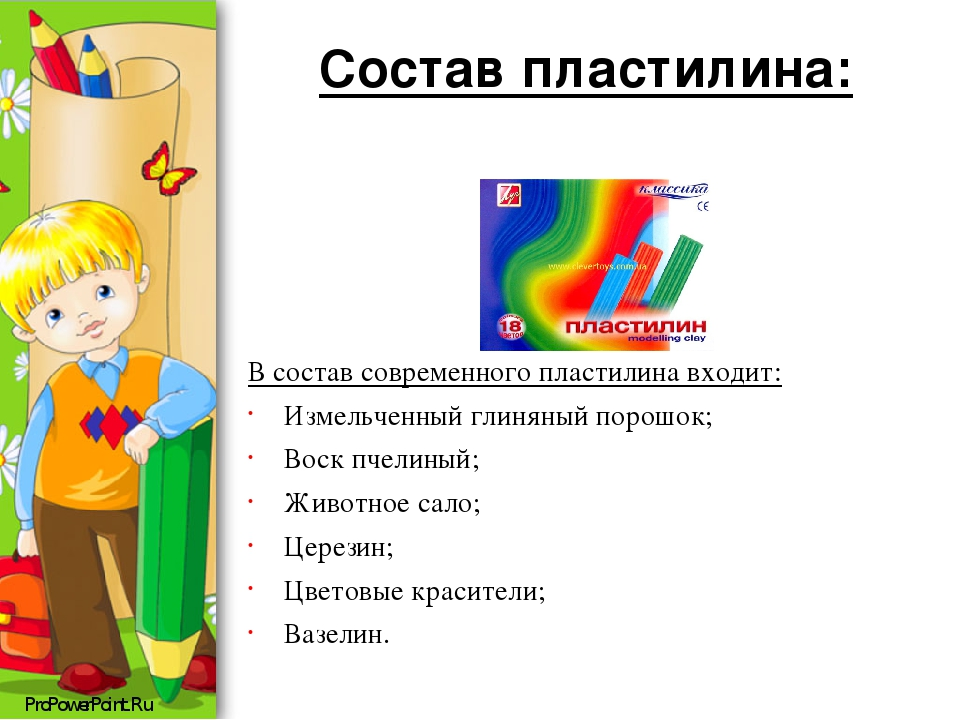 Состав пластилина:
Луч
классика
CE
www.clevertoys.com.ua
18
цветов
ПЛАСТИЛИН
modelling clay
В состав современного пластилина входит:
Измельченный глиняный порошок;
Воск пчелиный;
Животное сало;
Церезин;
Цветовые красители;
Вазелин.
ProPowerPoint.Ru